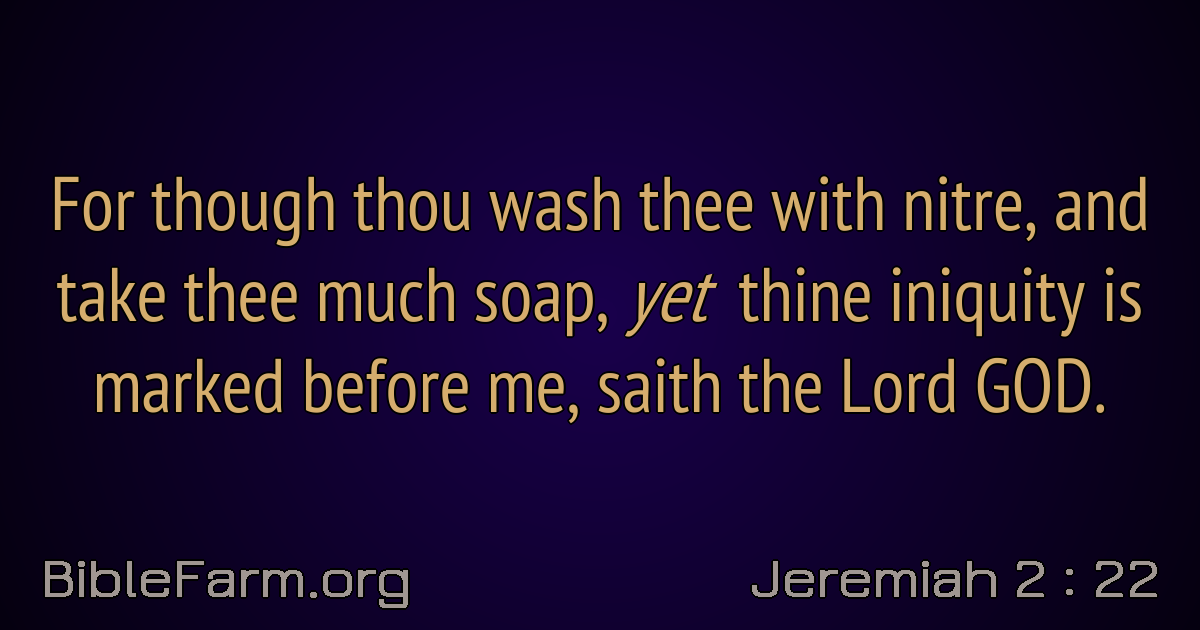 For though thou wash thee with nitre, and
take thee much soap, yet thine iniquity is
marked before me, saith the Lord GOD.
BibleFarm.org
Jeremiah 2 : 22